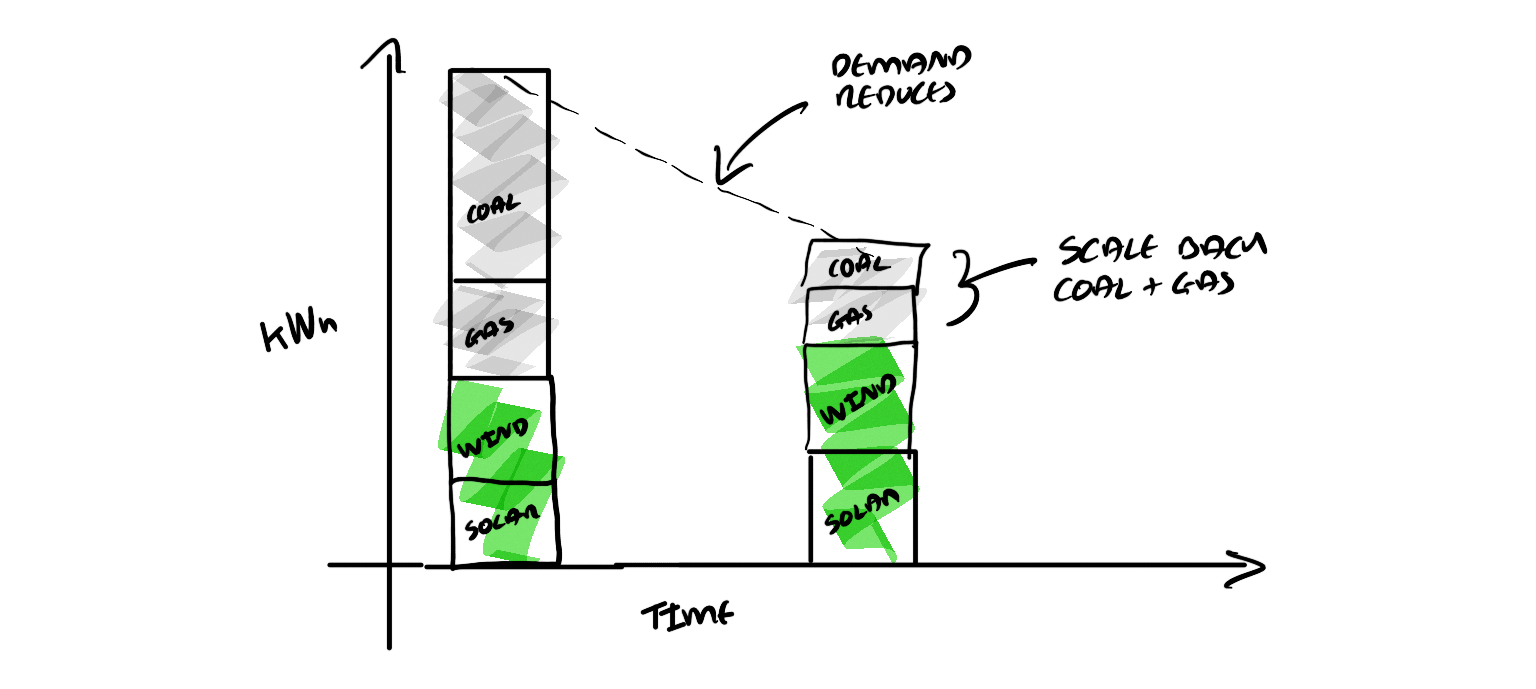 DEMAND
REDUCES
COAL
GAS
WIND
SOLAR
COAL
GAS
WIND
SOLAR
SCALE BACK
COAL + GAS
KWh
TIME